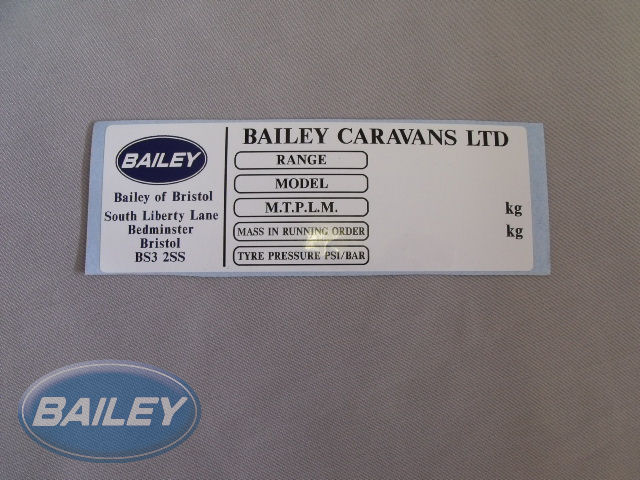 BAILEY
Bailey of Bristol
South Liberty Lane
Bedminster
Bristol
BS3 2SS
BAILEY CARAVANS LTD
RANGE
MODEL
M.T.P.L.M. kg
MASS IN RUNNING ORDER kg
TYRE PRESSURE PSI/BAR
BAILEY